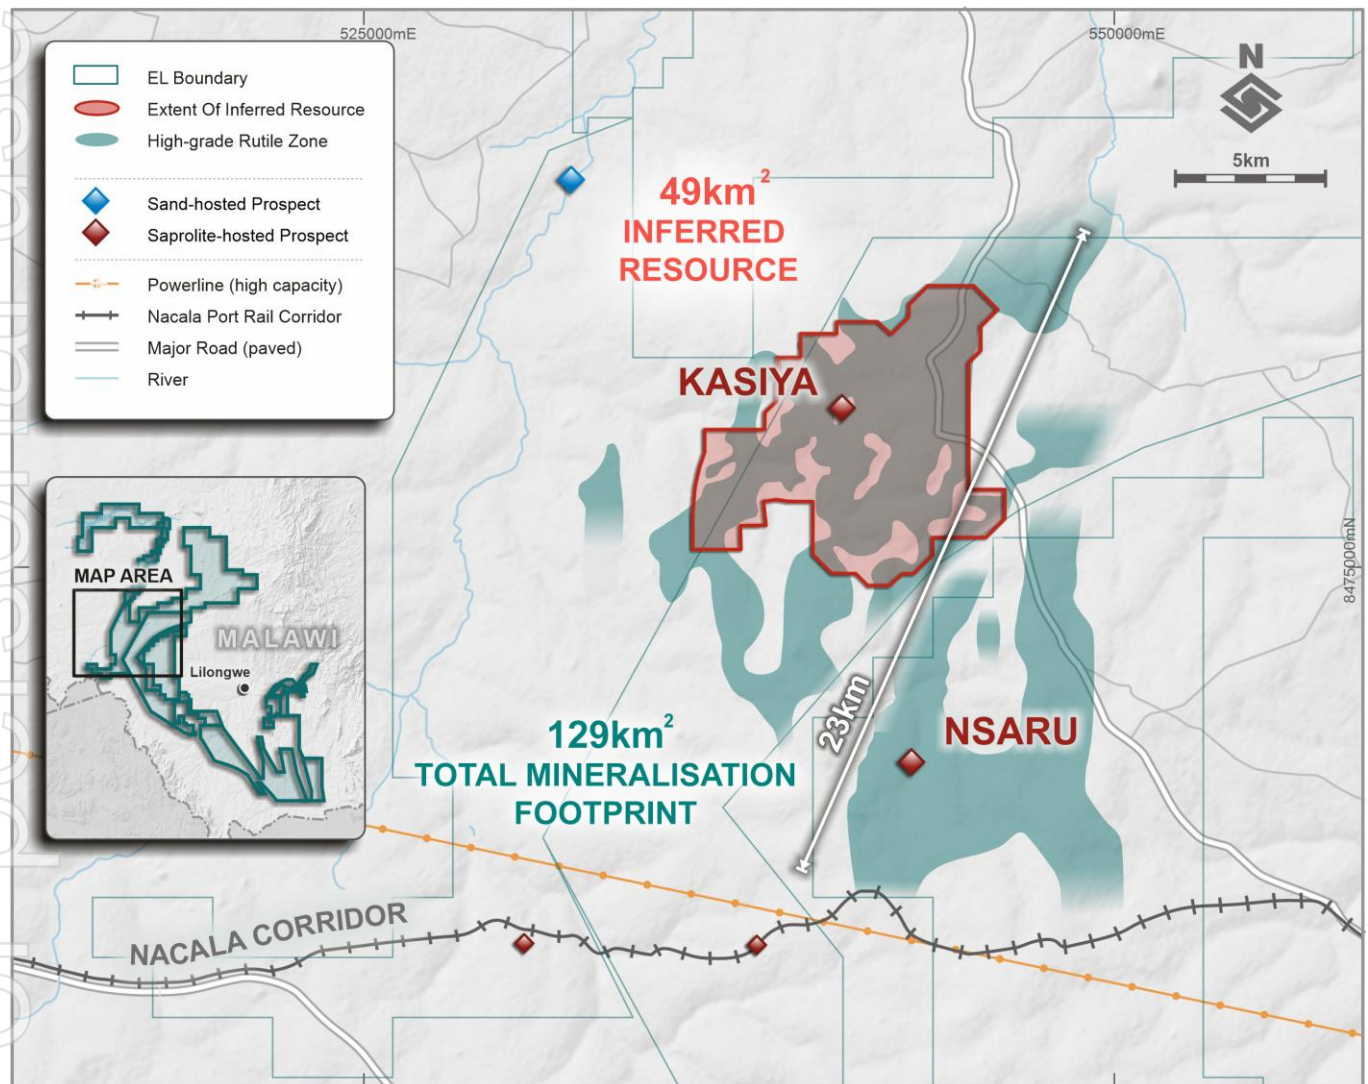 525000mE
550000mE
N
5km
EL Boundary
Extent Of Inferred Resource
High-grade Rutile Zone
Sand-hosted Prospect
Saprolite-hosted Prospect
Powerline (high capacity)
Nacala Port Rail Corridor
Major Road (paved)
River
49km²
INFERRED
RESOURCE
KASIYA
8475000mN
MAP AREA
MALAWI
Lilongwe
23km
NSARU
129km²
TOTAL MINERALISATION
FOOTPRINT
NACALA CORRIDOR